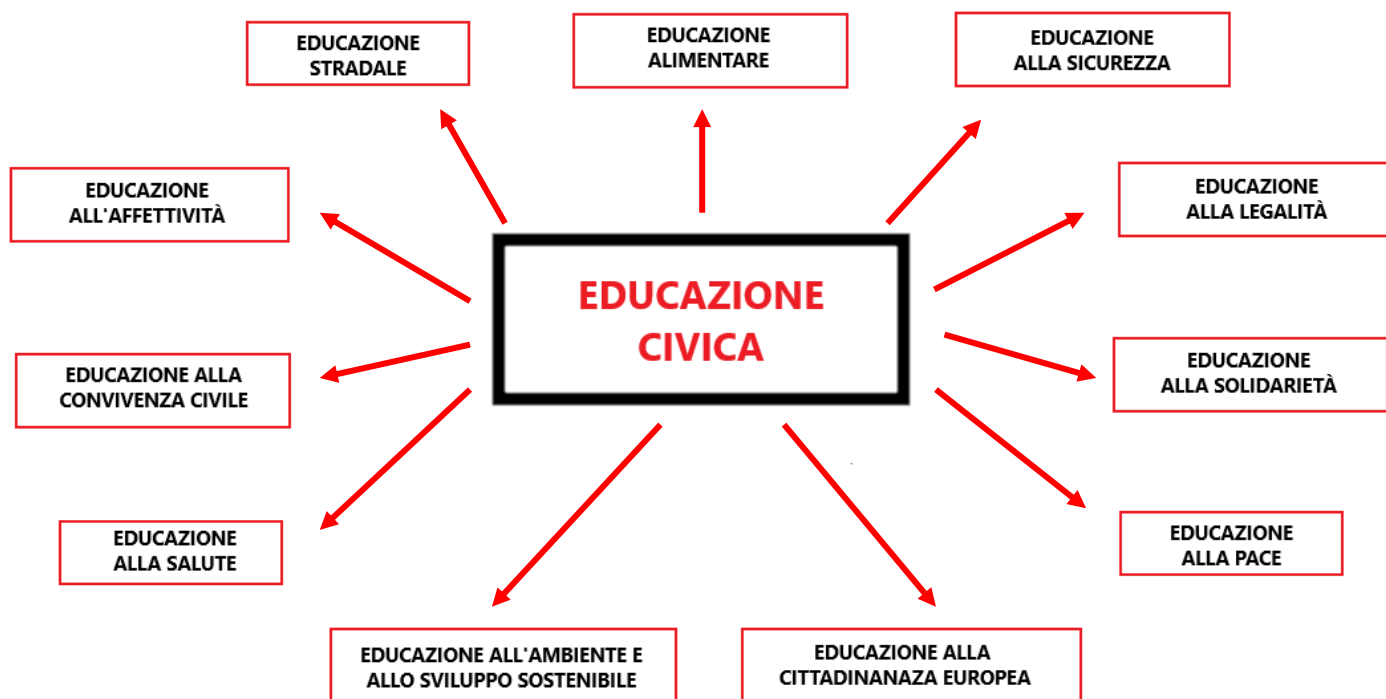 EDUCAZIONE
STRADALE
EDUCAZIONE
ALIMENTARE
EDUCAZIONE
ALLA SICUREZZA
EDUCAZIONE
ALL'AFFETTIVITÀ
EDUCAZIONE
ALLA LEGALITÀ
EDUCAZIONE
CIVICA
EDUCAZIONE ALLA
CONVIVENZA CIVILE
EDUCAZIONE
ALLA SOLIDARIETÀ
EDUCAZIONE
ALLA SALUTE
EDUCAZIONE
ALLA PACE
EDUCAZIONE ALL'AMBIENTE E
ALLO SVILUPPO SOSTENIBILE
EDUCAZIONE ALLA
CITTADINANAZA EUROPEA